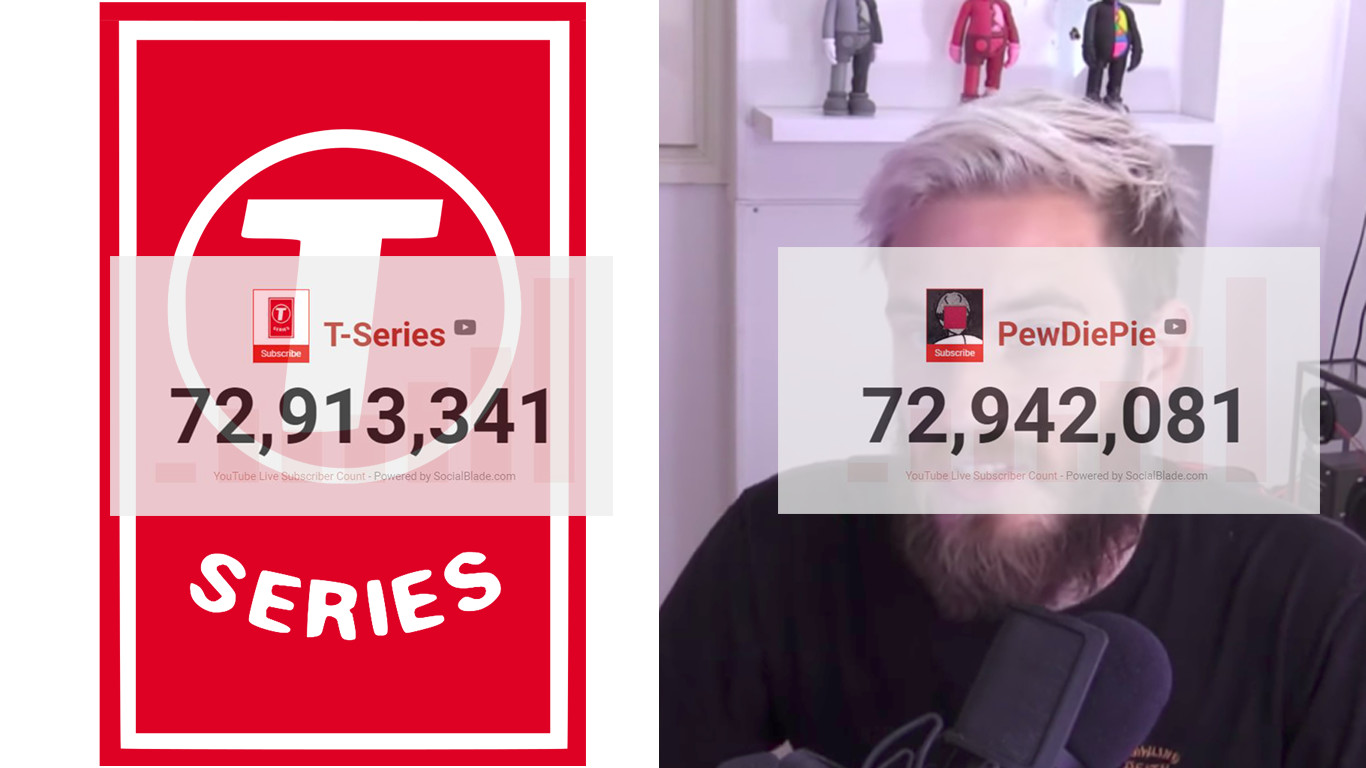 T
SERIES
Subscribe
T-Series
72,913,341
YouTube Live Subscriber Count - Powered by SocialBlade.com
Subscribe
PewDiePie
72,942,081
YouTube Live Subscriber Count - Powered by SocialBlade.com